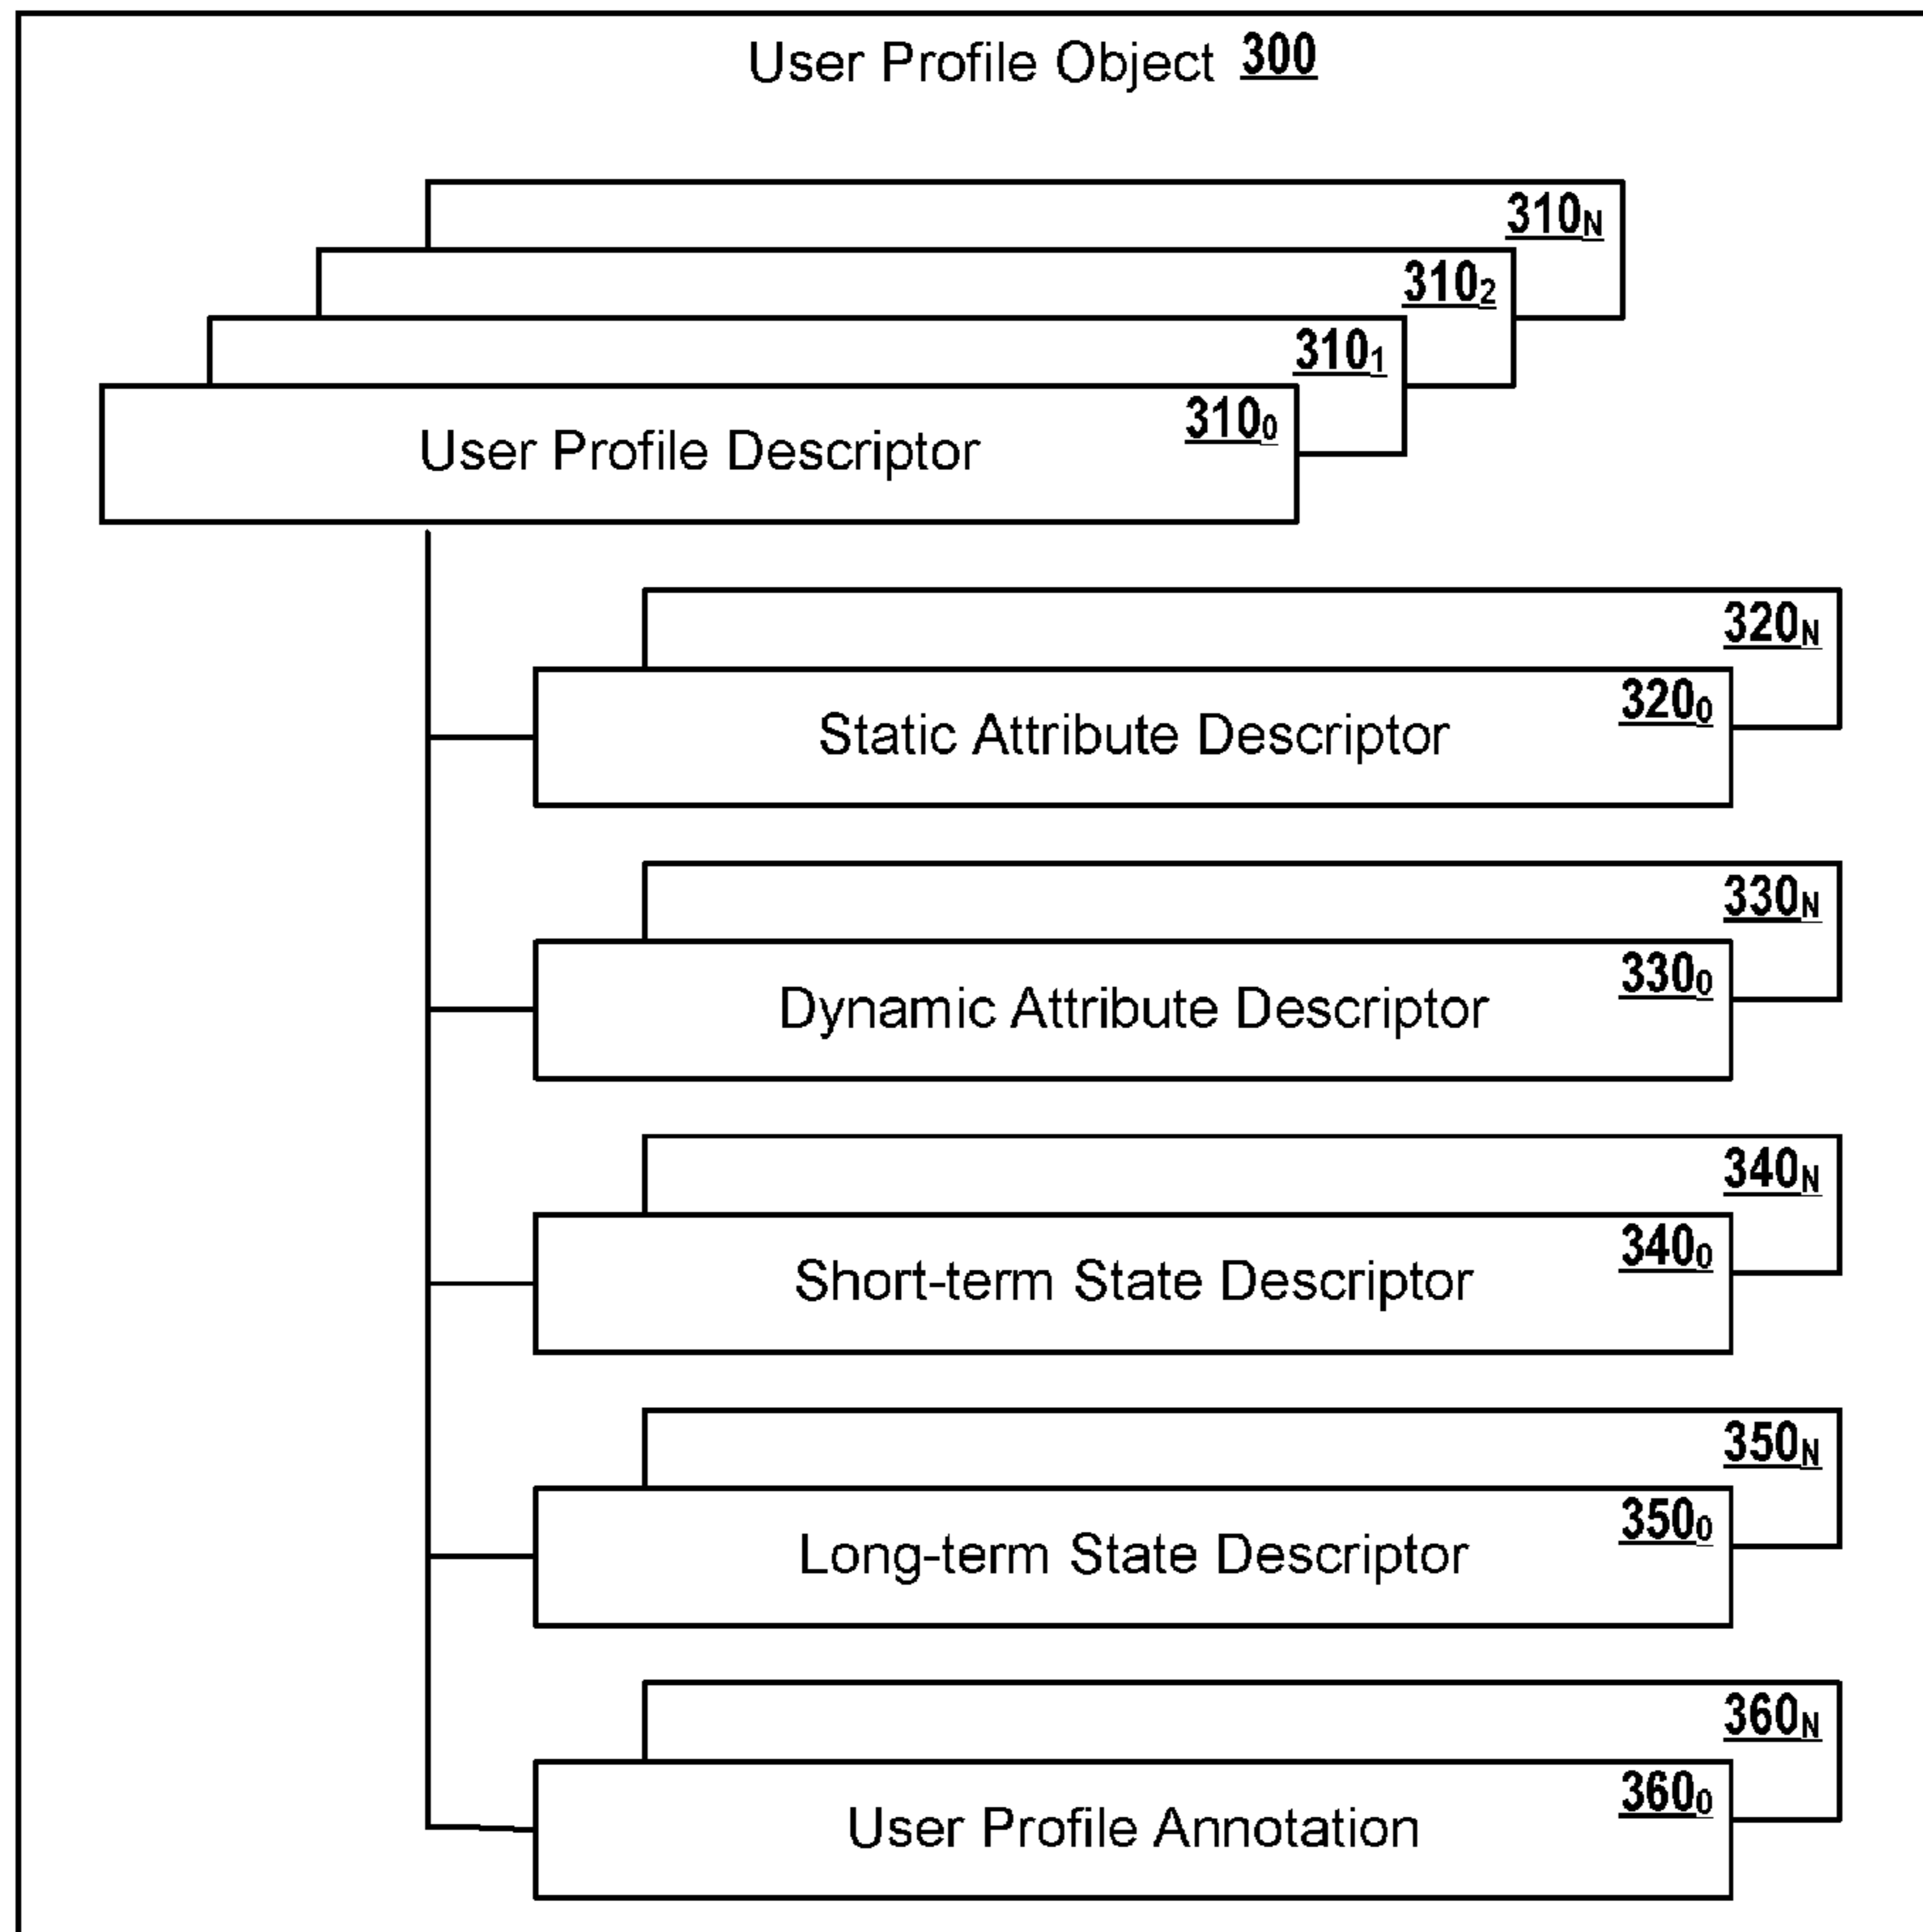 User Profile Object 300
310N
3102
3101
3100
User Profile Descriptor
320N
3200
Static Attribute Descriptor
330N
3300
Dynamic Attribute Descriptor
340N
3400
Short-term State Descriptor
350N
3500
Long-term State Descriptor
360N
3600
User Profile Annotation